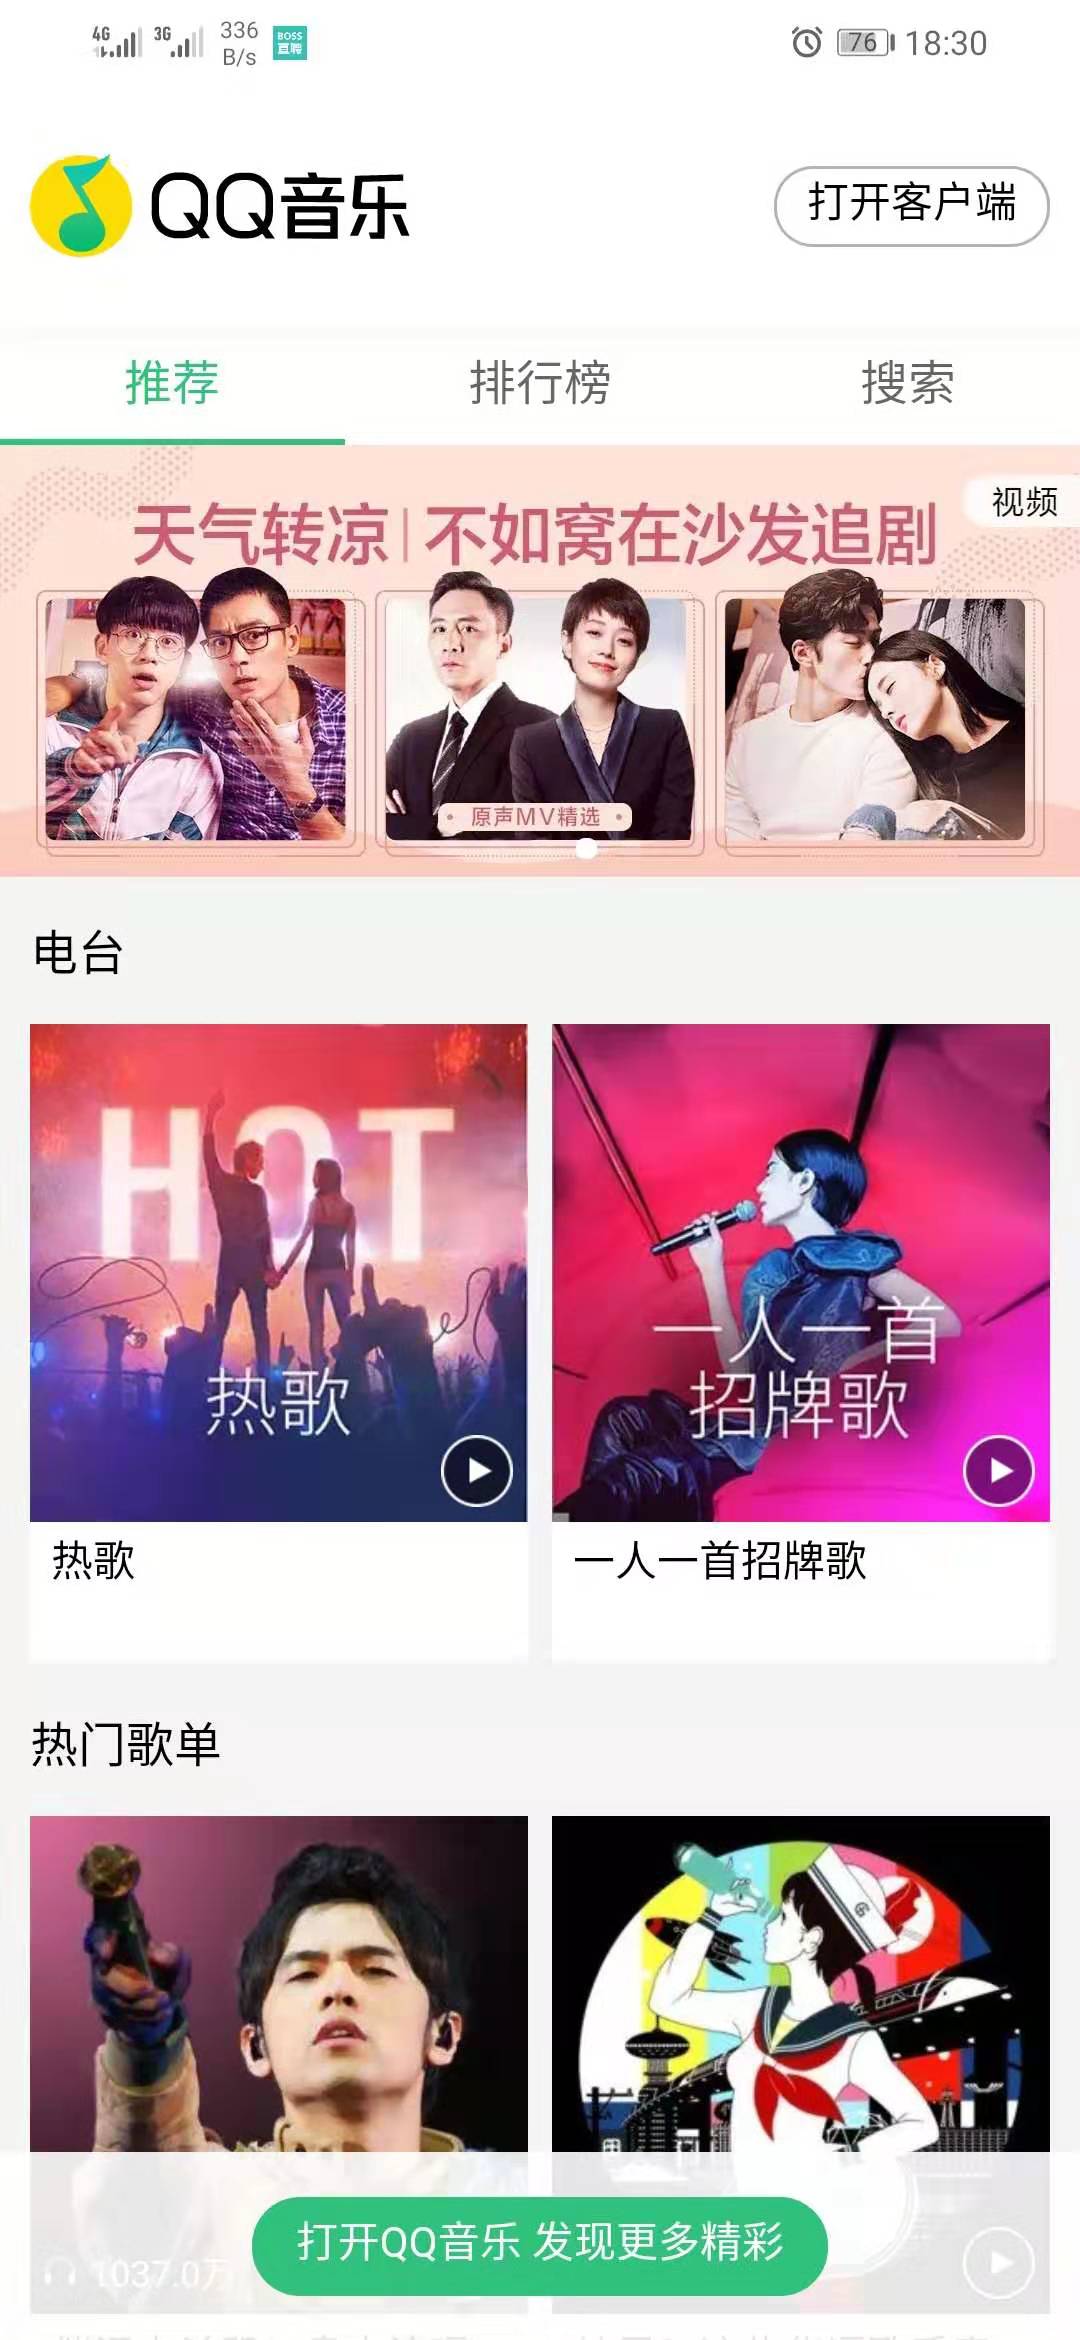 4G 3G 336 B/s BOSS直聘 76 18:30
QQ音乐 打开客户端
推荐 排行榜 搜索
视频
天气转凉|不如窝在沙发追剧
·原声MV精选·
电台
HOT
热歌
一人一首
招牌歌
热歌 一人一首招牌歌
热门歌单
1037.0万
打开QQ音乐 发现更多精彩